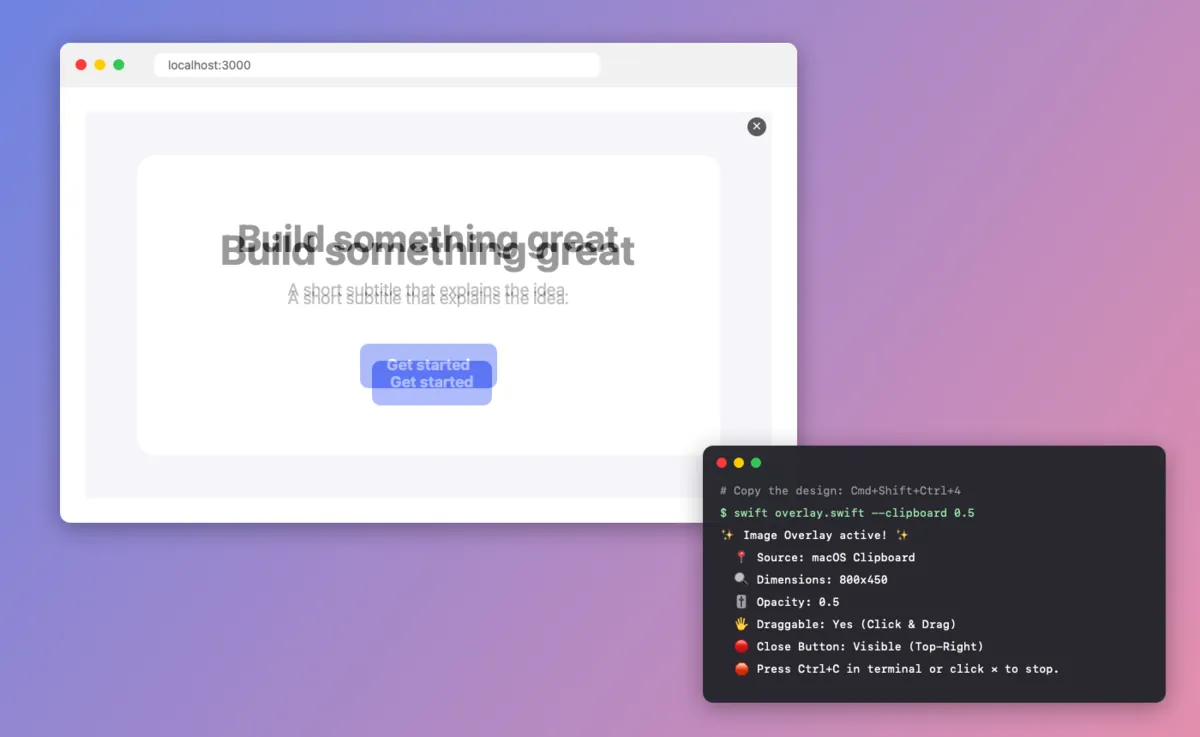 localhost:3000
Build something great
Build something great
A short subtitle that explains the idea.
A short subtitle that explains the idea.
Get started
Get started
# Copy the design: Cmd+Shift+Ctrl+4
$ swift overlay.swift --clipboard 0.5
✨ Image Overlay active! ✨
📍 Source: macOS Clipboard
🔍 Dimensions: 800x450
🎚 Opacity: 0.5
🖐 Draggable: Yes (Click & Drag)
🔴 Close Button: Visible (Top-Right)
🛑 Press Ctrl+C in terminal or click × to stop.